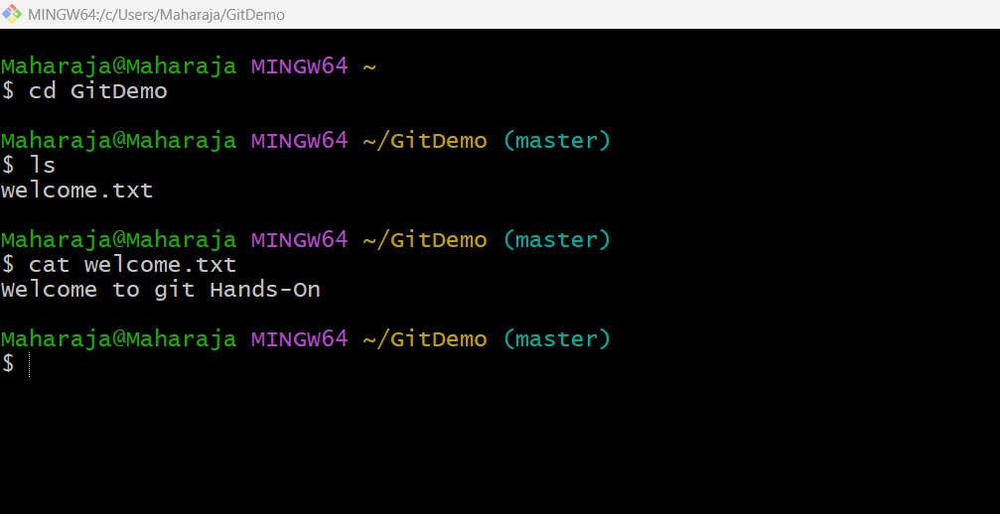 MINGW64:/c/Users/Maharaja/GitDemo
Maharaja@Maharaja MINGW64 ~
$ cd GitDemo
Maharaja@Maharaja MINGW64 ~/GitDemo (master)
$ ls
welcome.txt
Maharaja@Maharaja MINGW64 ~/GitDemo (master)
$ cat welcome.txt
Welcome to git Hands-On
Maharaja@Maharaja MINGW64 ~/GitDemo (master)
$